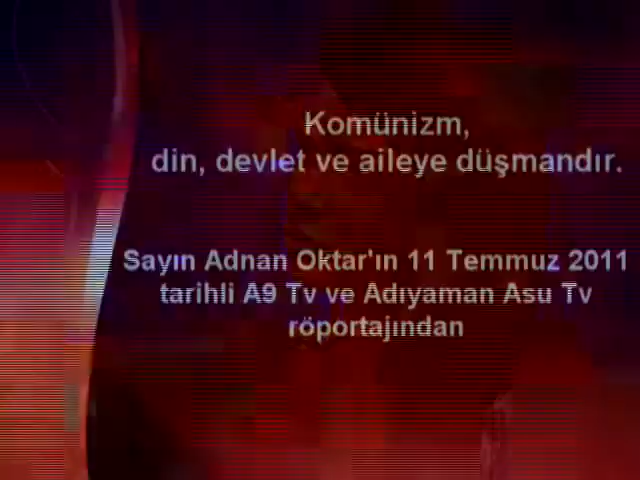 Komünizm,
din, devlet ve aileye düşmandır.
Sayın Adnan Oktar'ın 11 Temmuz 2011
tarihli A9 Tv ve Adıyaman Asu Tv
röportajından